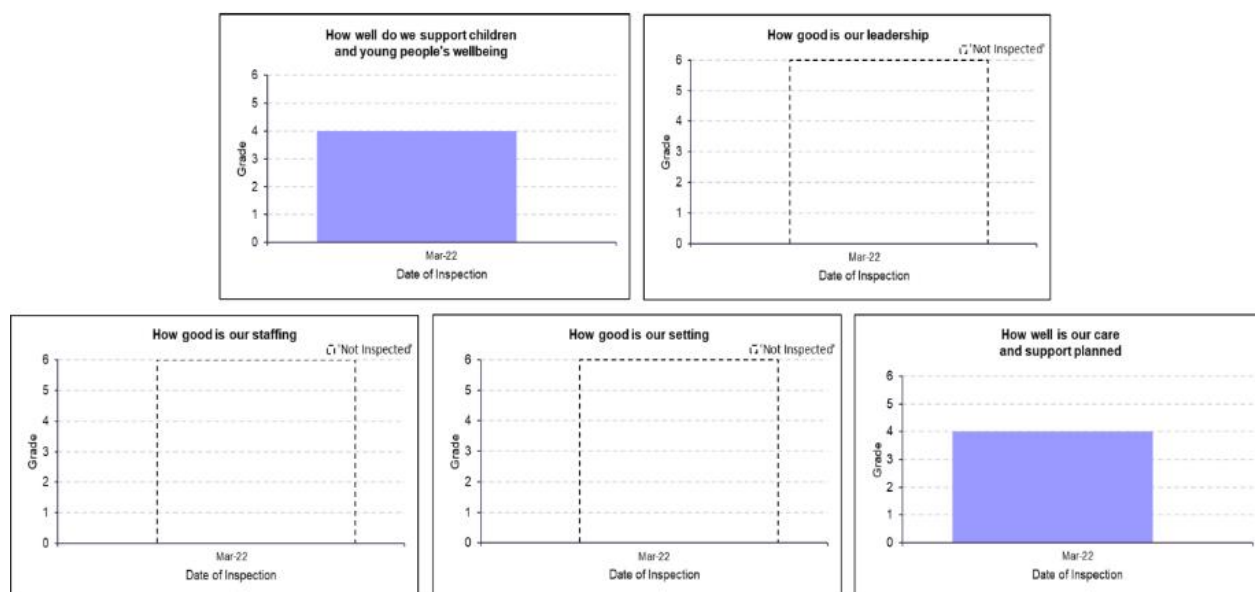 How well do we support children
and young people's wellbeing
6
5
4
3
2
1
0
Grade
Mar-22
Date of Inspection
How good is our leadership
'Not Inspected'
6
5
4
3
2
1
0
Grade
Mar-22
Date of Inspection
How good is our staffing
'Not Inspected'
6
5
4
3
2
1
0
Grade
Mar-22
Date of Inspection
How good is our setting
'Not Inspected'
6
5
4
3
2
1
0
Grade
Mar-22
Date of Inspection
How well is our care
and support planned
6
5
4
3
2
1
0
Grade
Mar-22
Date of Inspection